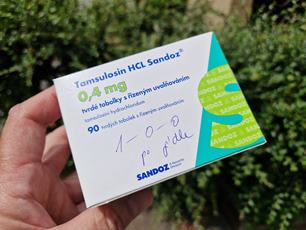 Tamsulosin HCL Sandoz®
0,4 mg
tvrdé tobolky s řízeným uvolňováním
tamsulosini hydrochloridum
90 tvrdých tobolek s řízeným uvolňováním
1-0-0
po jídle
SANDOZ
SANDOZ